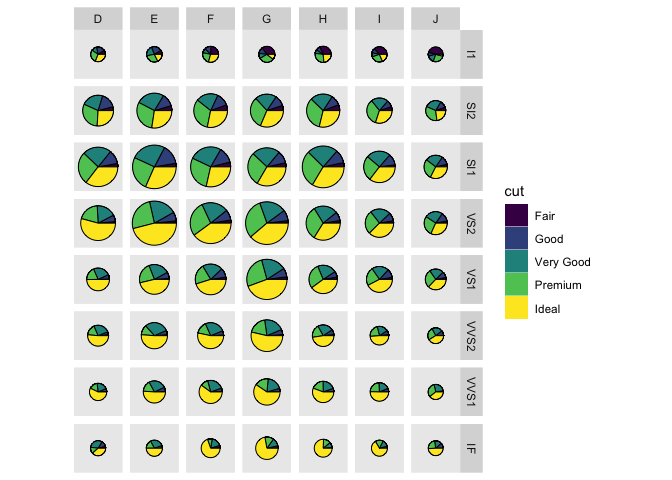 D E F G H I J
I1
SI2
SI1
VS2
VS1
VVS2
VVS1
IF
cut
Fair
Good
Very Good
Premium
Ideal